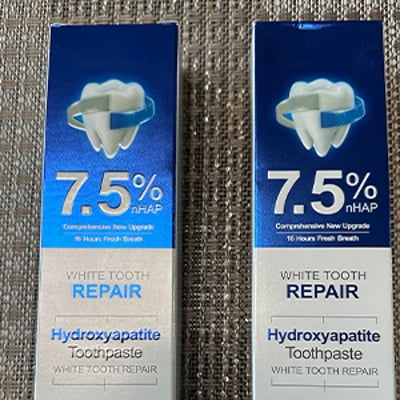 7.5%
nHAP
Comprehensive New Upgrade
16 Hours Fresh Breath
WHITE TOOTH
REPAIR
Hydroxyapatite
Toothpaste
WHITE TOOTH REPAIR
7.5%
nHAP
Comprehensive New Upgrade
16 Hours Fresh Breath
WHITE TOOTH
REPAIR
Hydroxyapatite
Toothpaste
WHITE TOOTH REPAIR